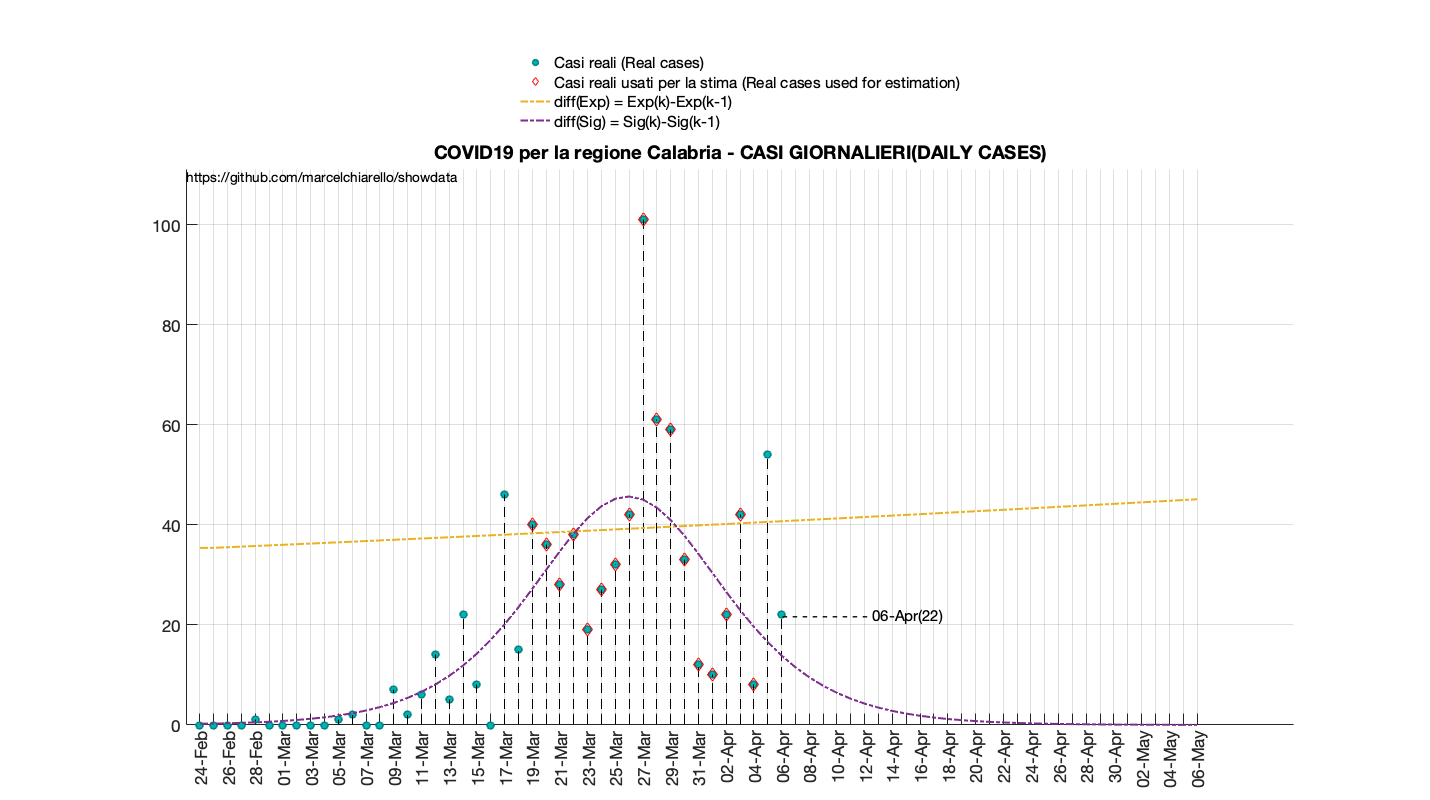 Casi reali (Real cases)
Casi reali usati per la stima (Real cases used for estimation)
diff(Exp) = Exp(k)-Exp(k-1)
diff(Sig) = Sig(k)-Sig(k-1)
COVID19 per la regione Calabria - CASI GIORNALIERI(DAILY CASES)
https://github.com/marcelchiarello/showdata
100
80
60
40
20
0
06-Apr(22)
24-Feb
26-Feb
28-Feb
01-Mar
03-Mar
05-Mar
07-Mar
09-Mar
11-Mar
13-Mar
15-Mar
17-Mar
19-Mar
21-Mar
23-Mar
25-Mar
27-Mar
29-Mar
31-Mar
02-Apr
04-Apr
06-Apr
08-Apr
10-Apr
12-Apr
14-Apr
16-Apr
18-Apr
20-Apr
22-Apr
24-Apr
26-Apr
28-Apr
30-Apr
02-May
04-May
06-May